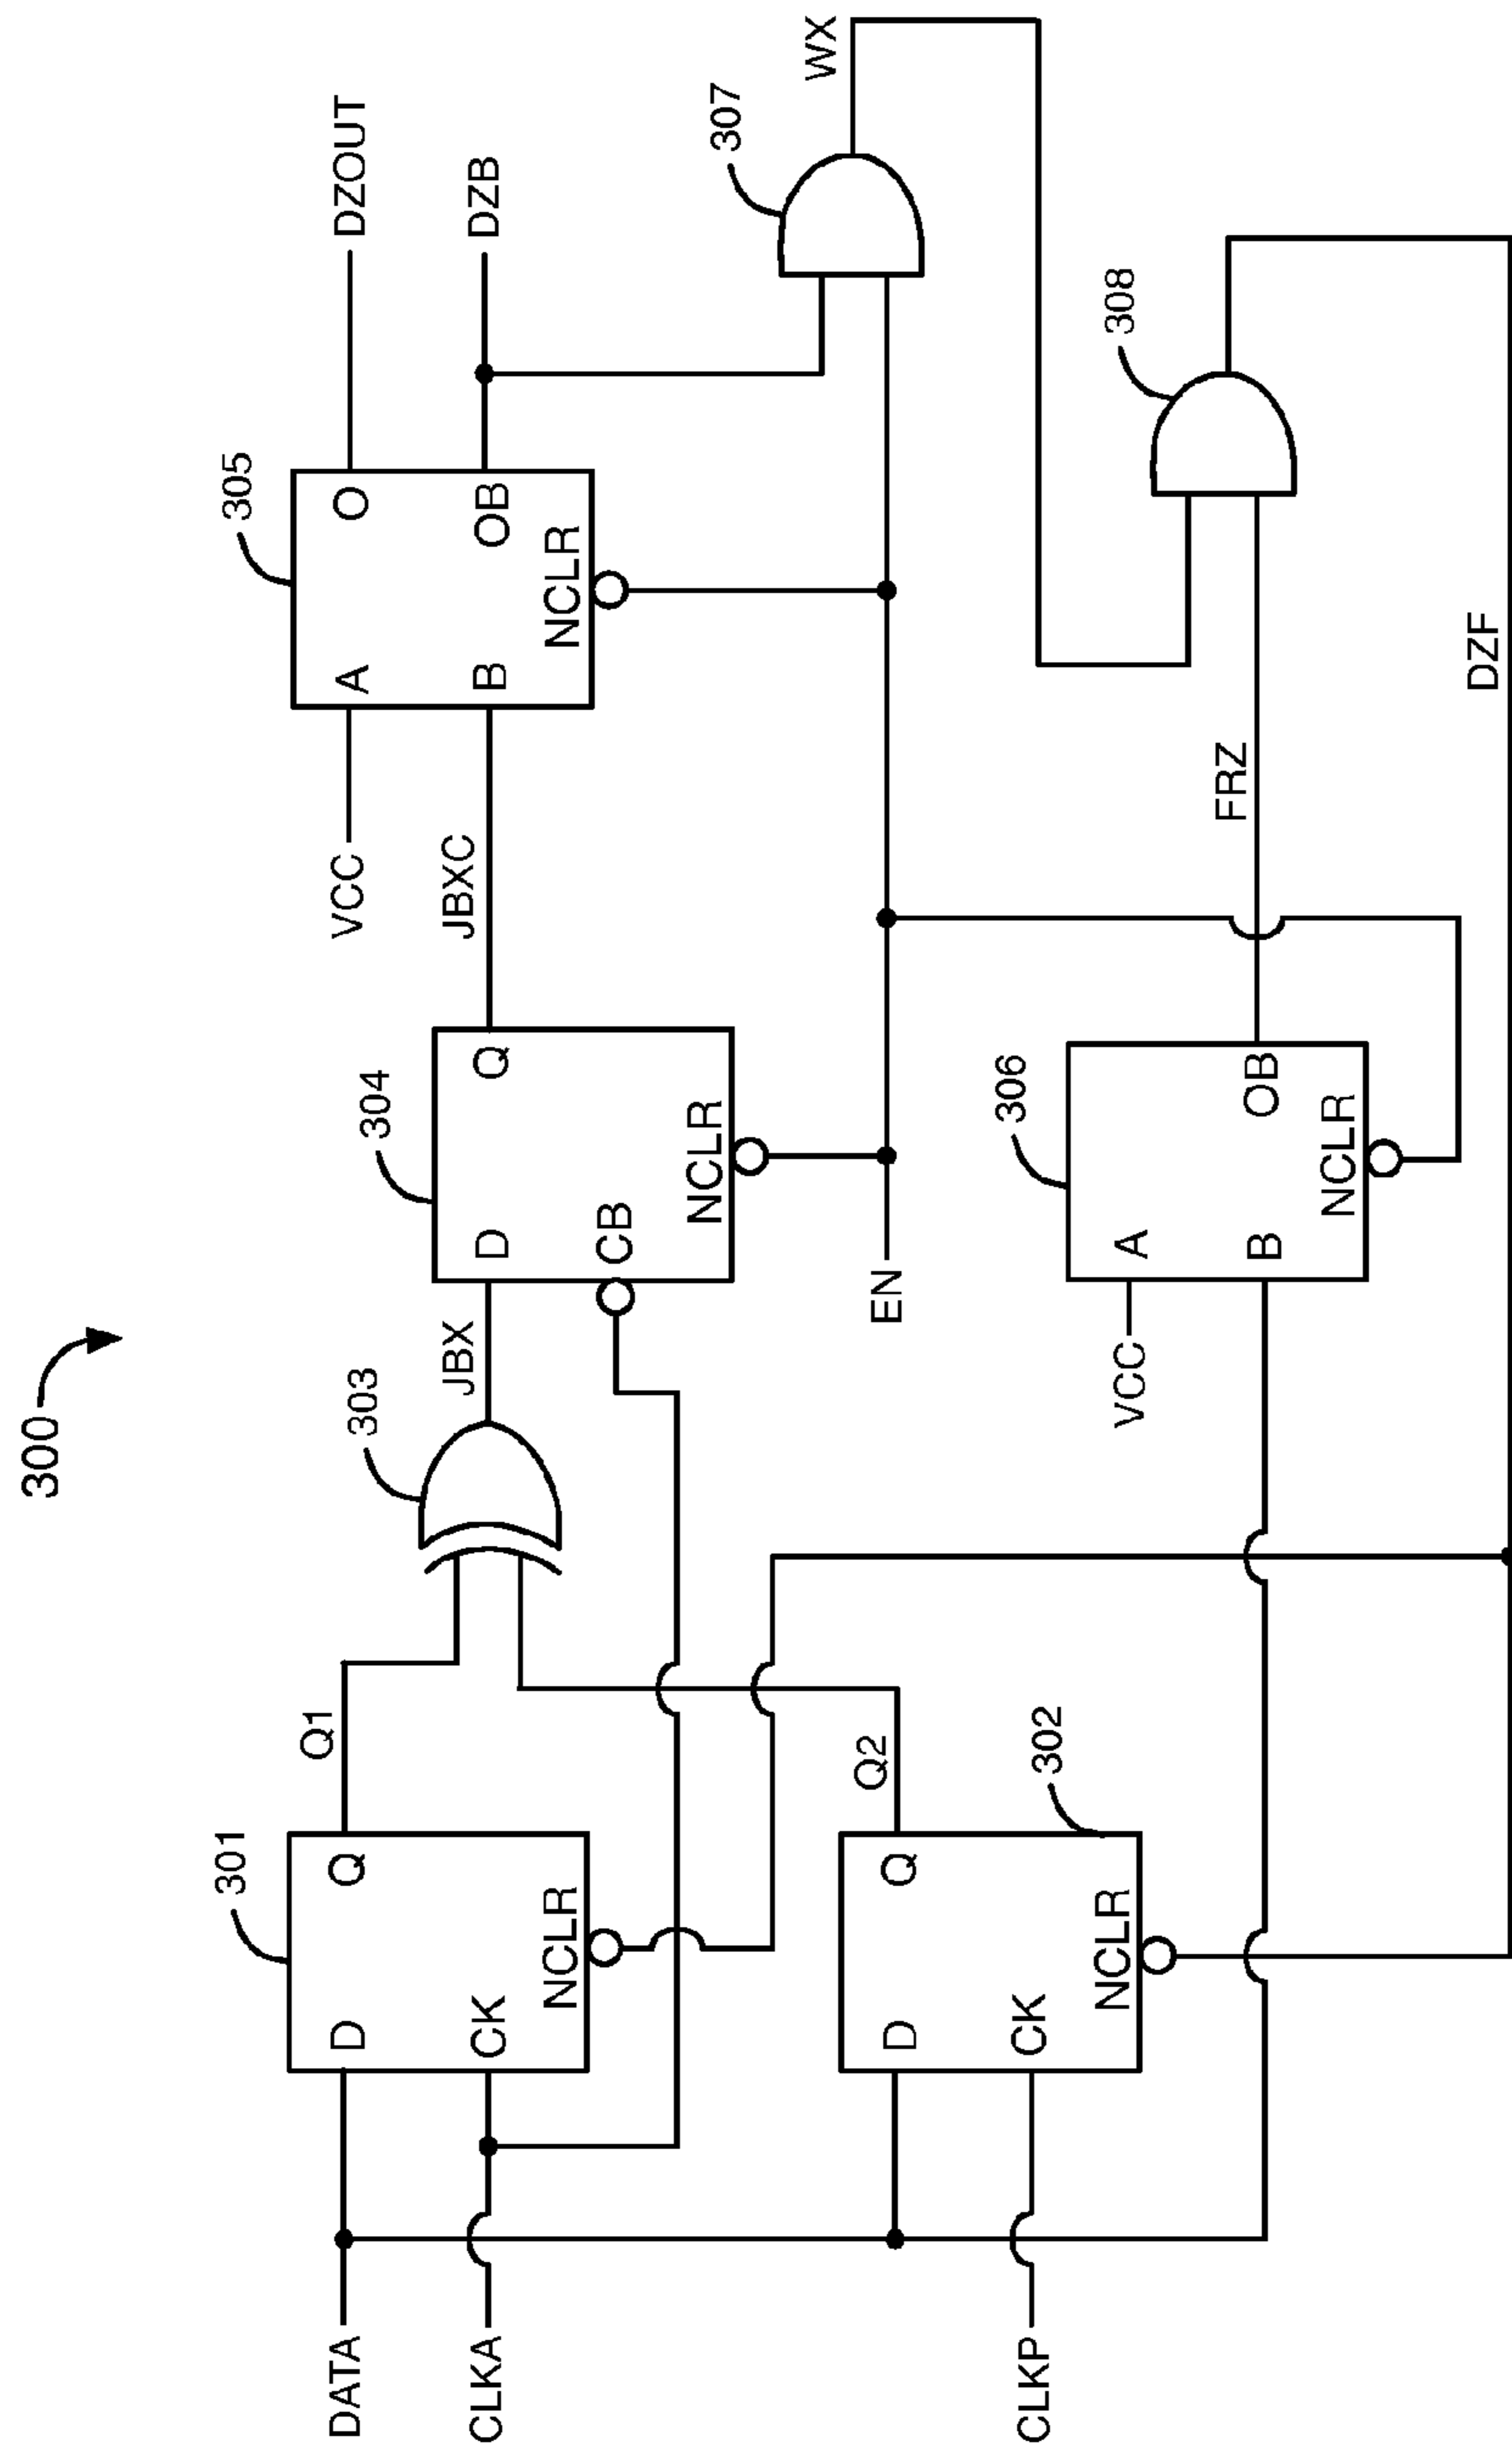 300
301
D
Q
CK
NCLR
Q1
DATA
CLKA
303
JBX
304
D
Q
CB
NCLR
JBXC
VCC
305
A
O
B
OB
NCLR
DZOUT
DZB
307
WX
EN
302
D
Q
CK
NCLR
Q2
CLKP
306
VCC
A
B
OB
NCLR
FRZ
308
DZF